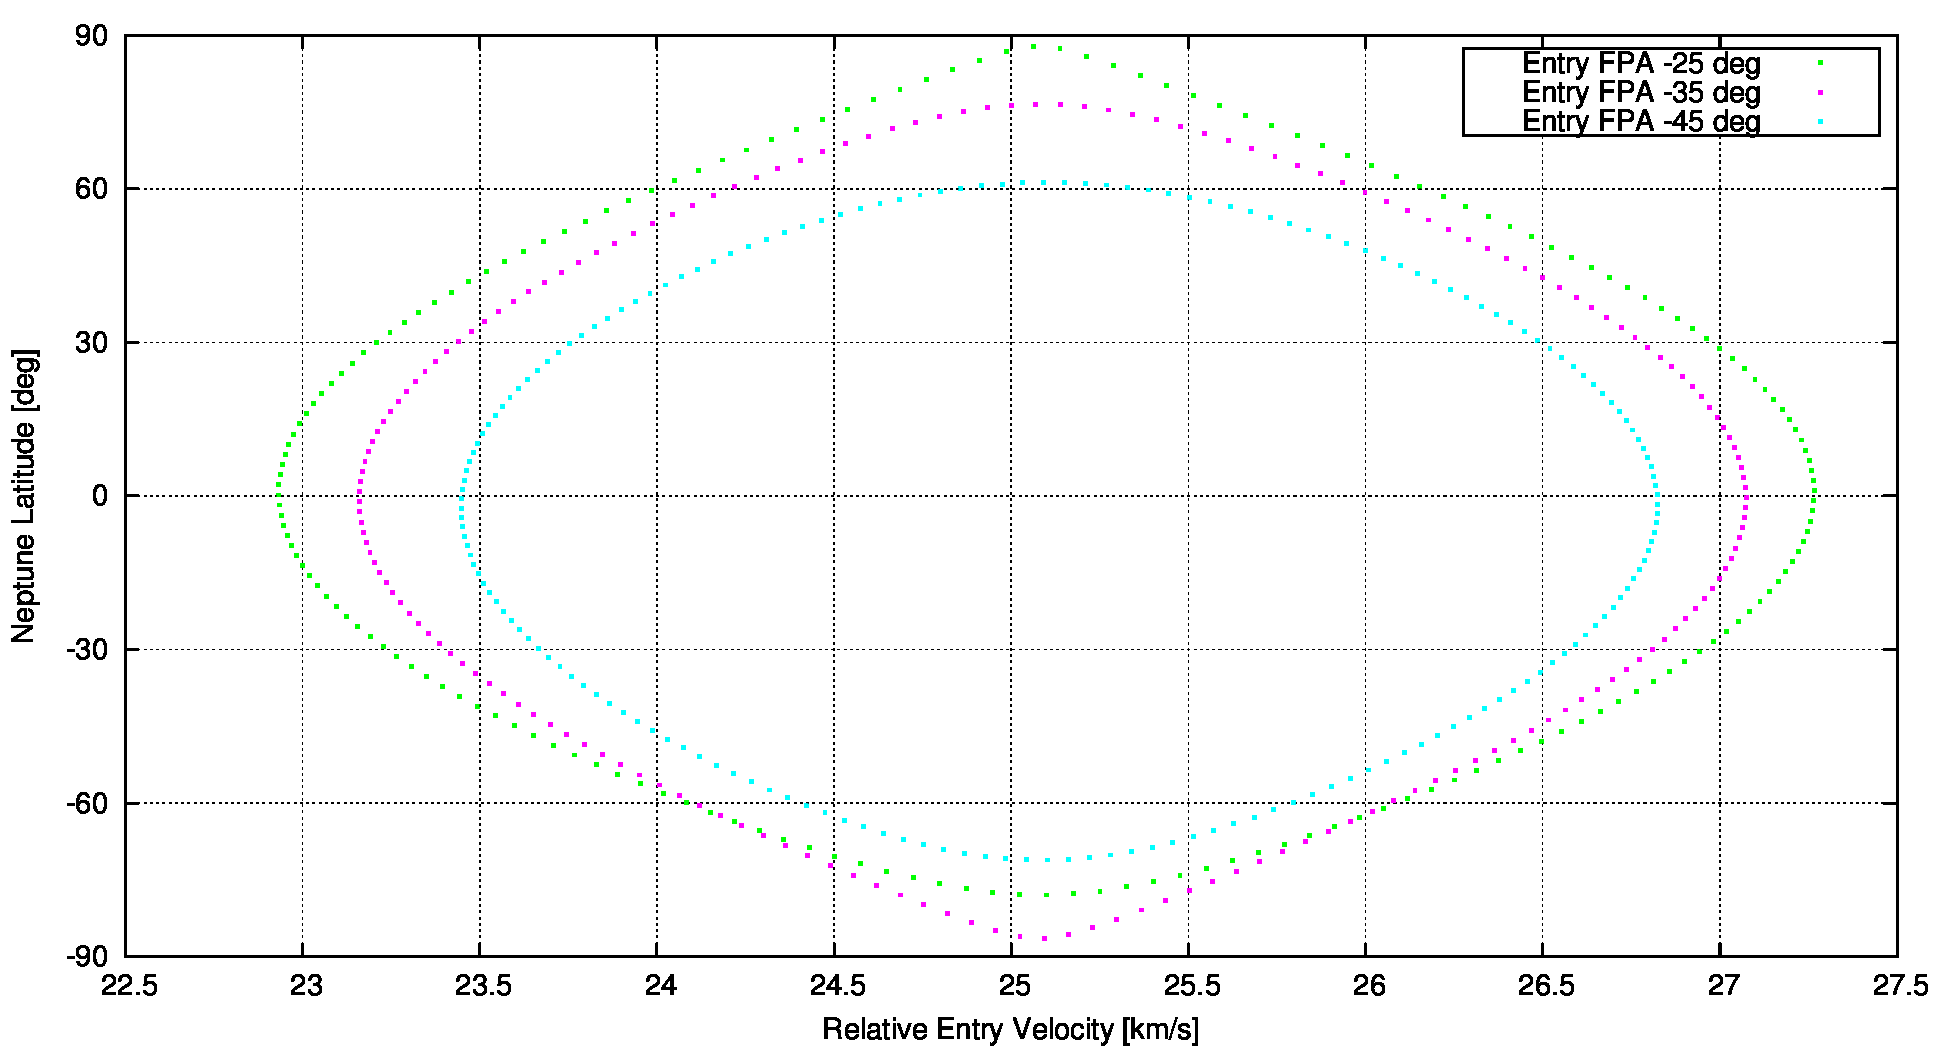 90
60
30
0
-30
-60
-90
Neptune Latitude [deg]
Entry FPA -25 deg
Entry FPA -35 deg
Entry FPA -45 deg
22.5 23 23.5 24 24.5 25 25.5 26 26.5 27 27.5
Relative Entry Velocity [km/s]